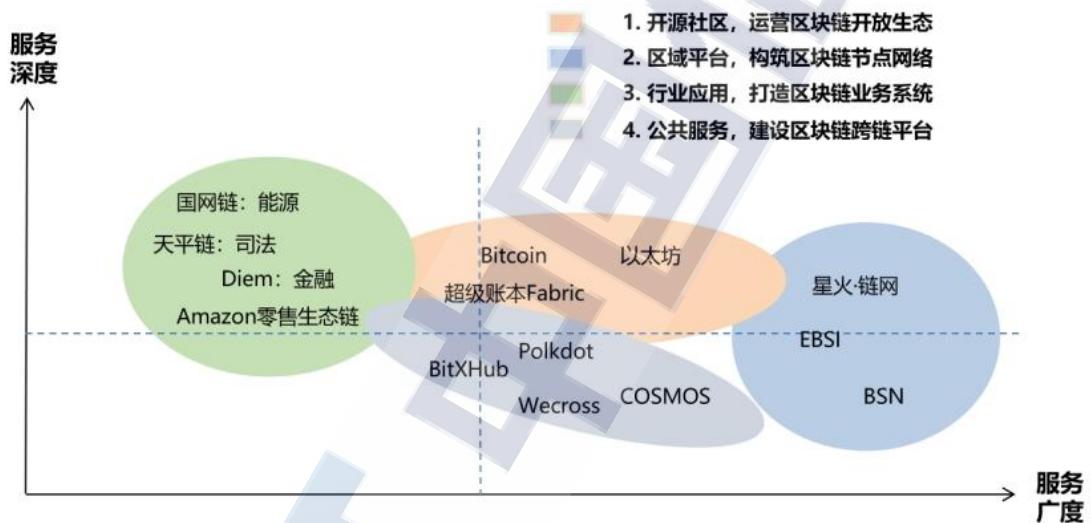 服务
深度
1. 开源社区，运营区块链开放生态
2. 区域平台，构筑区块链节点网络
3. 行业应用，打造区块链业务系统
4. 公共服务，建设区块链跨链平台
国网链：能源
天平链：司法
Diem：金融
Amazon零售生态链
Bitcoin
以太坊
超级账本Fabric
星火·链网
EBSI
BSN
Polkdot
BitXHub
Wecross
COSMOS
服务
广度